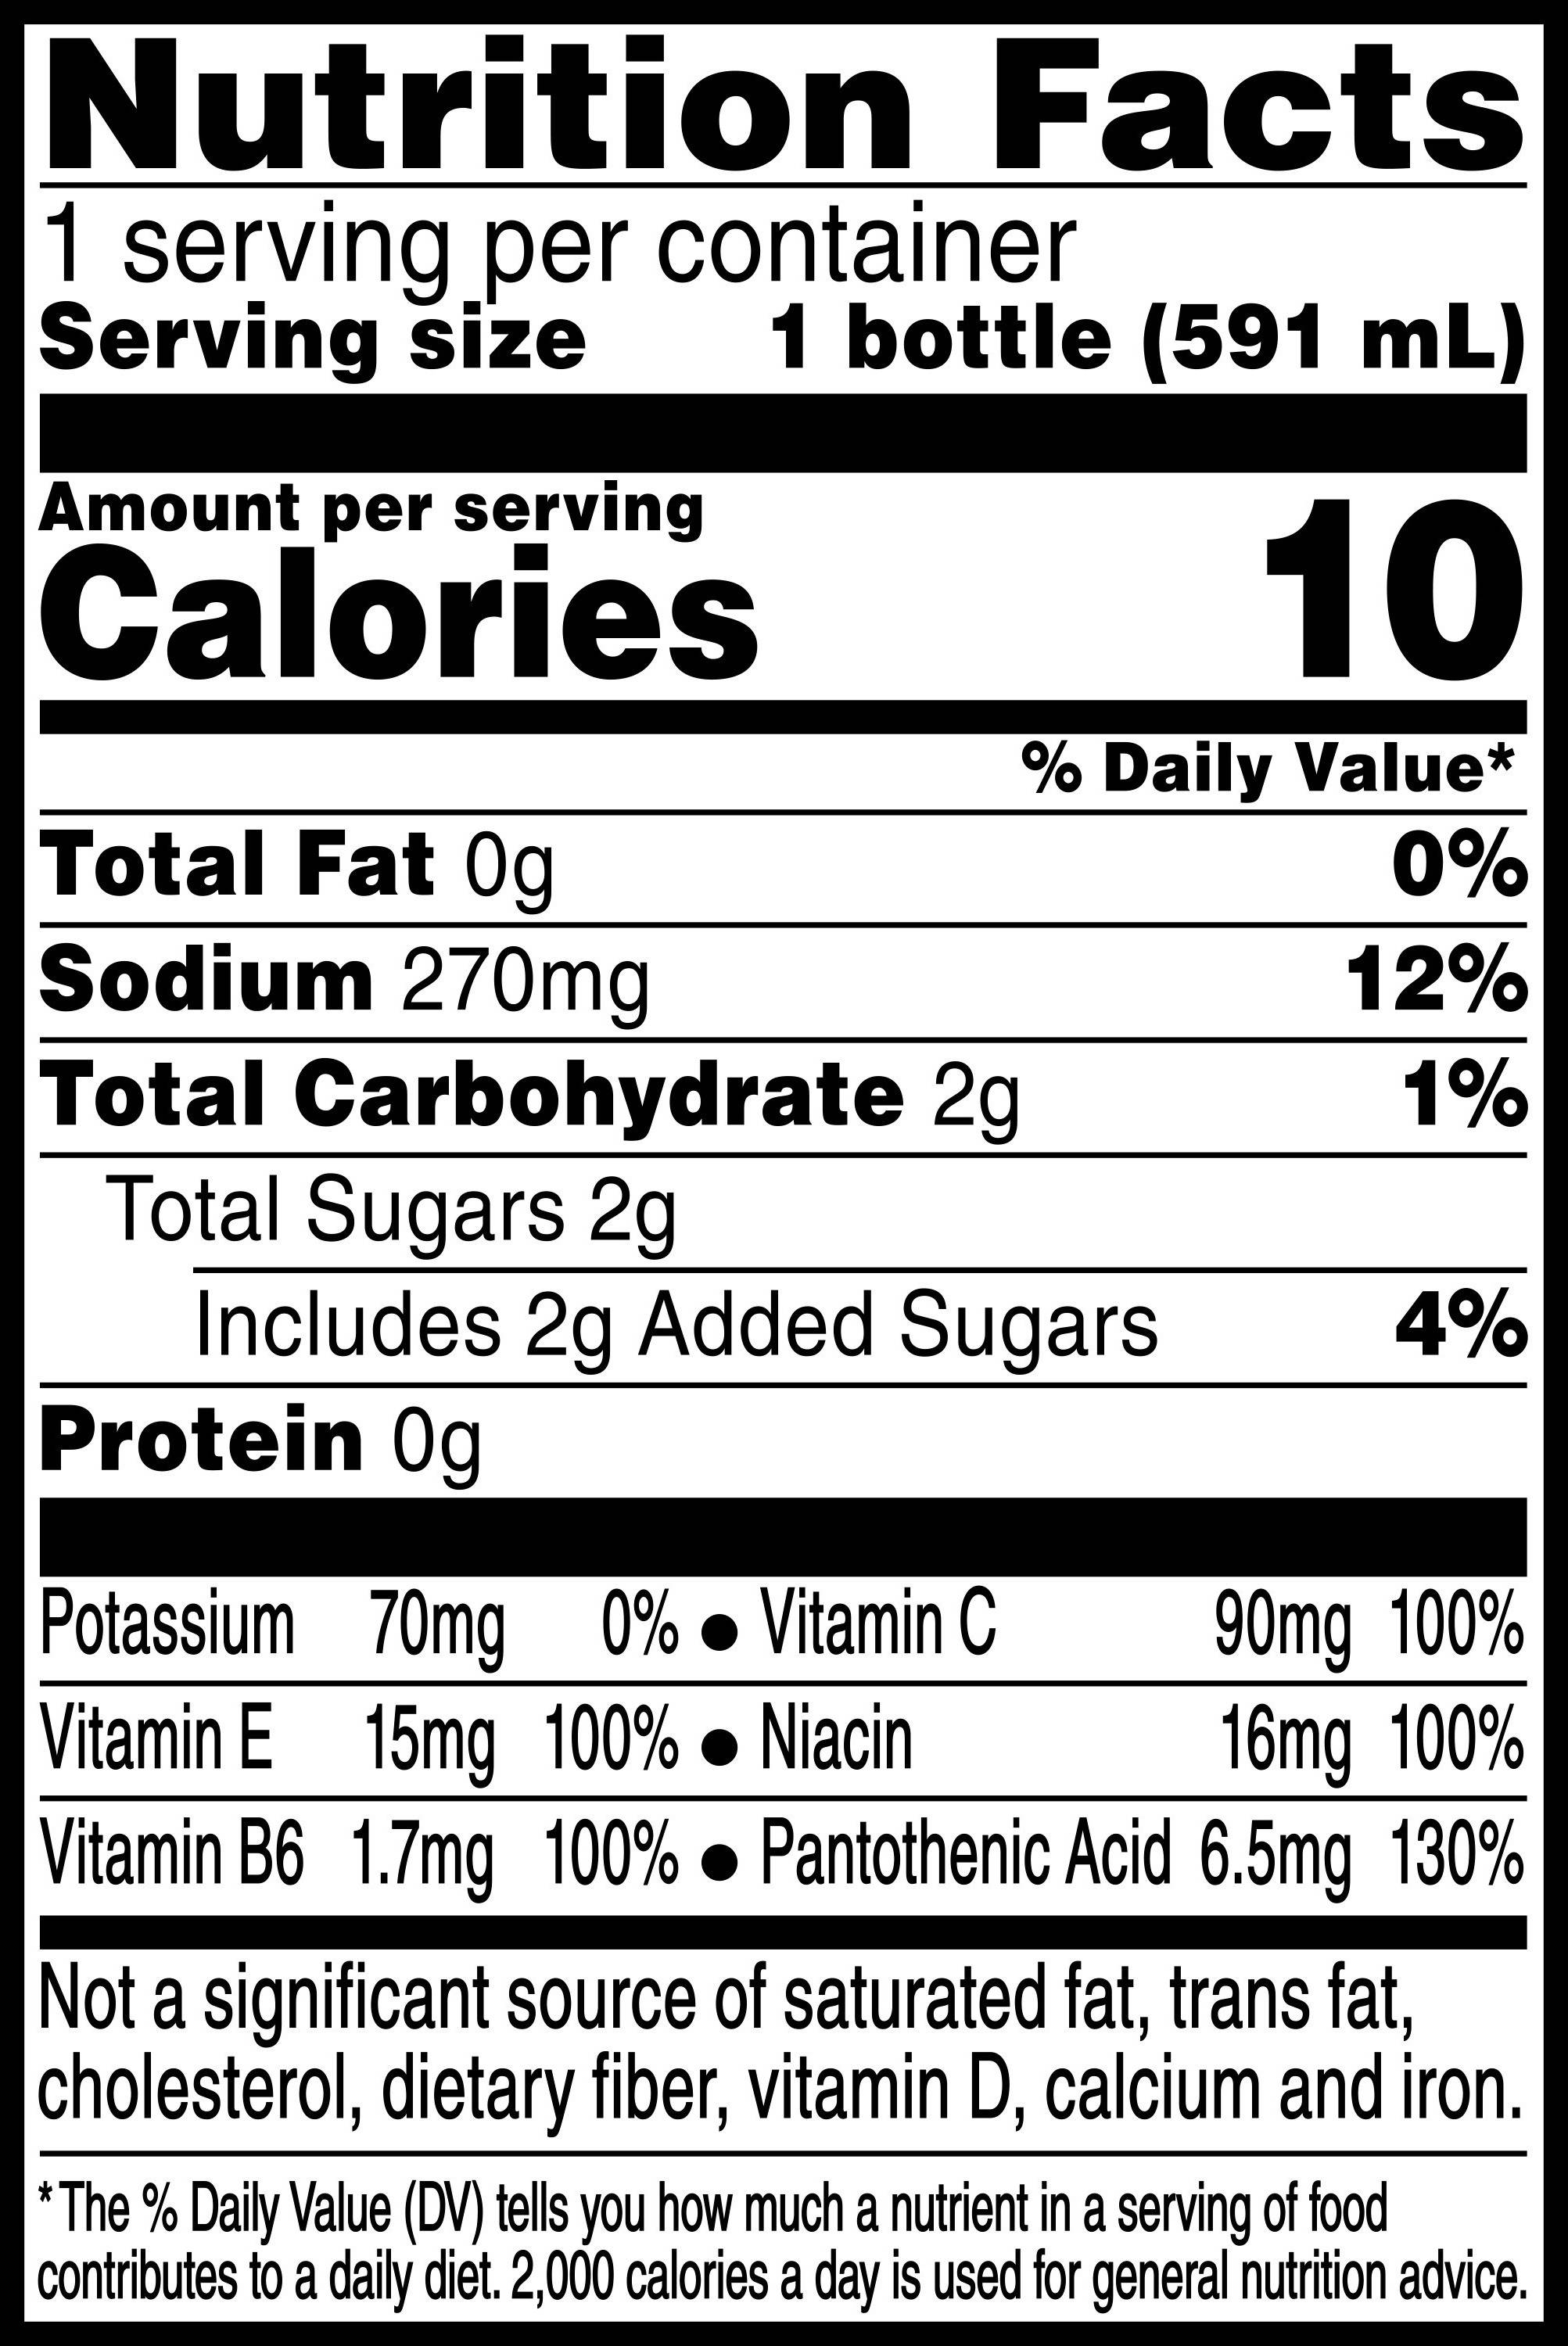 Nutrition Facts
1 serving per container
Serving size 1 bottle (591 mL)
Amount per serving
Calories 10
% Daily Value*
Total Fat 0g 0%
Sodium 270mg 12%
Total Carbohydrate 2g 1%
Total Sugars 2g
Includes 2g Added Sugars 4%
Protein 0g
Potassium 70mg 0% ● Vitamin C 90mg 100%
Vitamin E 15mg 100% ● Niacin 16mg 100%
Vitamin B6 1.7mg 100% ● Pantothenic Acid 6.5mg 130%
Not a significant source of saturated fat, trans fat,
cholesterol, dietary fiber, vitamin D, calcium and iron.
* The % Daily Value (DV) tells you how much a nutrient in a serving of food
contributes to a daily diet. 2,000 calories a day is used for general nutrition advice.